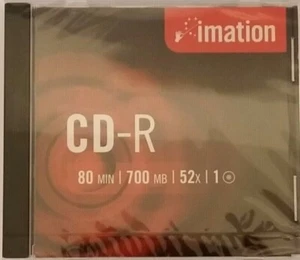 imation
CD-R
80 MIN | 700 MB | 52x | 1